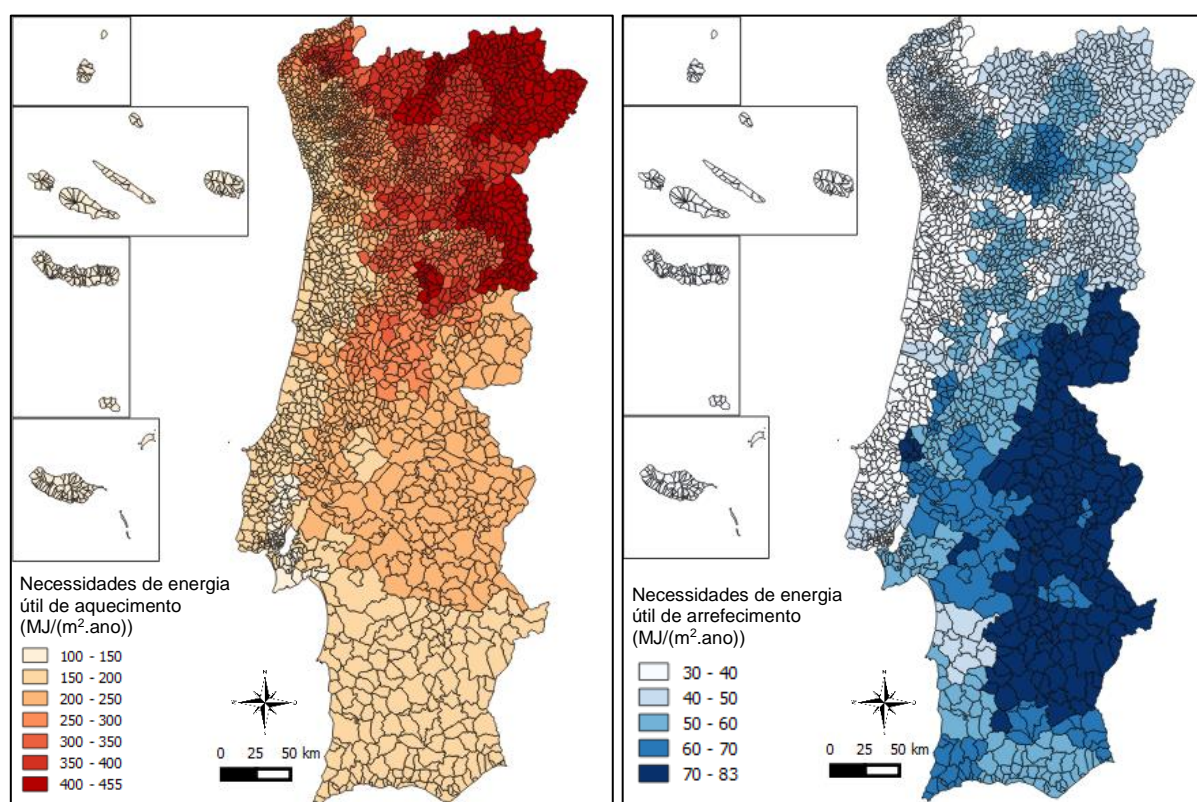 Necessidades de energia
útil de aquecimento
(MJ/(m².ano))
100 - 150
150 - 200
200 - 250
250 - 300
300 - 350
350 - 400
400 - 455
0 25 50 km
Necessidades de energia
útil de arrefecimento
(MJ/(m².ano))
30 - 40
40 - 50
50 - 60
60 - 70
70 - 83
0 25 50 km